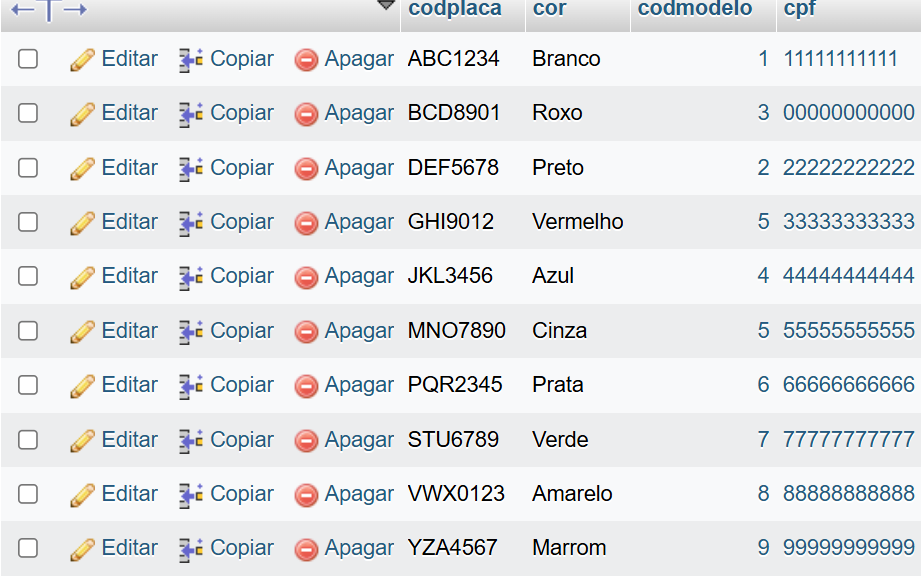 codplaca cor codmodelo cpf
Editar Copiar Apagar ABC1234 Branco 1 11111111111
Editar Copiar Apagar BCD8901 Roxo 3 00000000000
Editar Copiar Apagar DEF5678 Preto 2 22222222222
Editar Copiar Apagar GHI9012 Vermelho 5 33333333333
Editar Copiar Apagar JKL3456 Azul 4 44444444444
Editar Copiar Apagar MNO7890 Cinza 5 55555555555
Editar Copiar Apagar PQR2345 Prata 6 66666666666
Editar Copiar Apagar STU6789 Verde 7 77777777777
Editar Copiar Apagar VWX0123 Amarelo 8 88888888888
Editar Copiar Apagar YZA4567 Marrom 9 99999999999